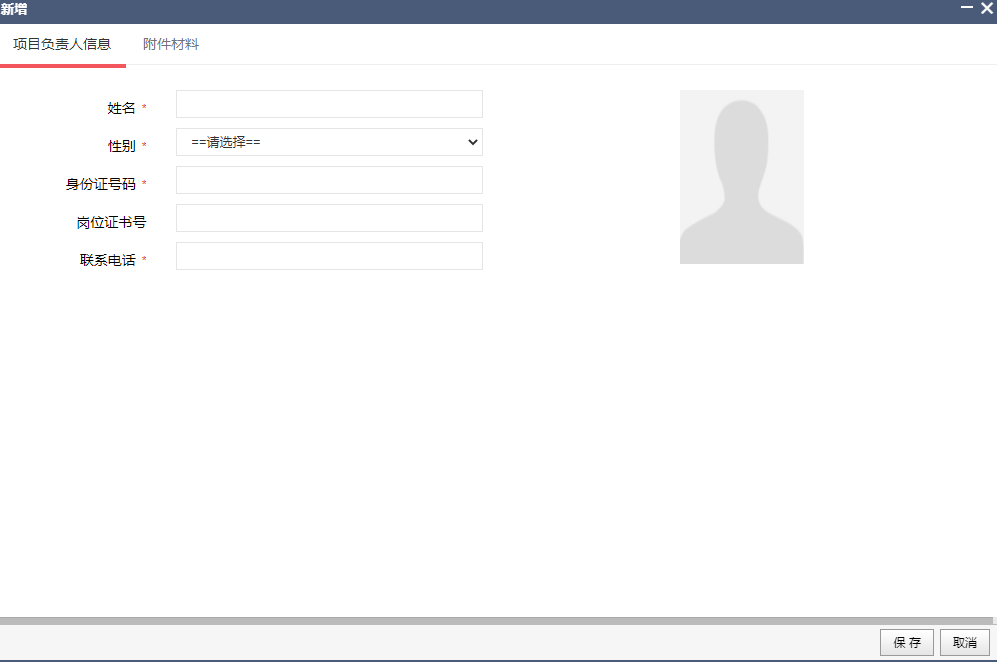 新增
项目负责人信息 附件材料
姓名 *
性别 * ==请选择==
身份证号码 *
岗位证书号
联系电话 *
保 存 取消